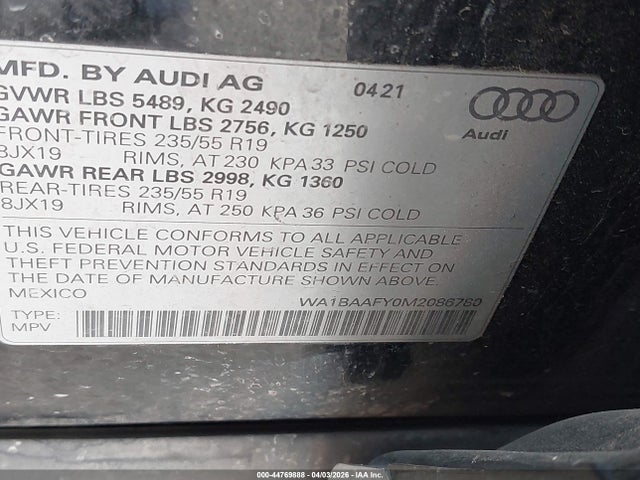 MFD. BY AUDI AG 0421
GVWR LBS 5489, KG 2490
GAWR FRONT LBS 2756, KG 1250
Audi
FRONT-TIRES 235/55 R19
8JX19 RIMS, AT 230 KPA 33 PSI COLD
GAWR REAR LBS 2998, KG 1360
REAR-TIRES 235/55 R19
8JX19 RIMS, AT 250 KPA 36 PSI COLD
THIS VEHICLE CONFORMS TO ALL APPLICABLE
U.S. FEDERAL MOTOR VEHICLE SAFETY AND
THEFT PREVENTION STANDARDS IN EFFECT ON
THE DATE OF MANUFACTURE SHOWN ABOVE.
MEXICO WA1BAAFY0M2086780
TYPE:
MPV
000-44769888 04/03/2026 COPYRIGHT IAA, LLC.